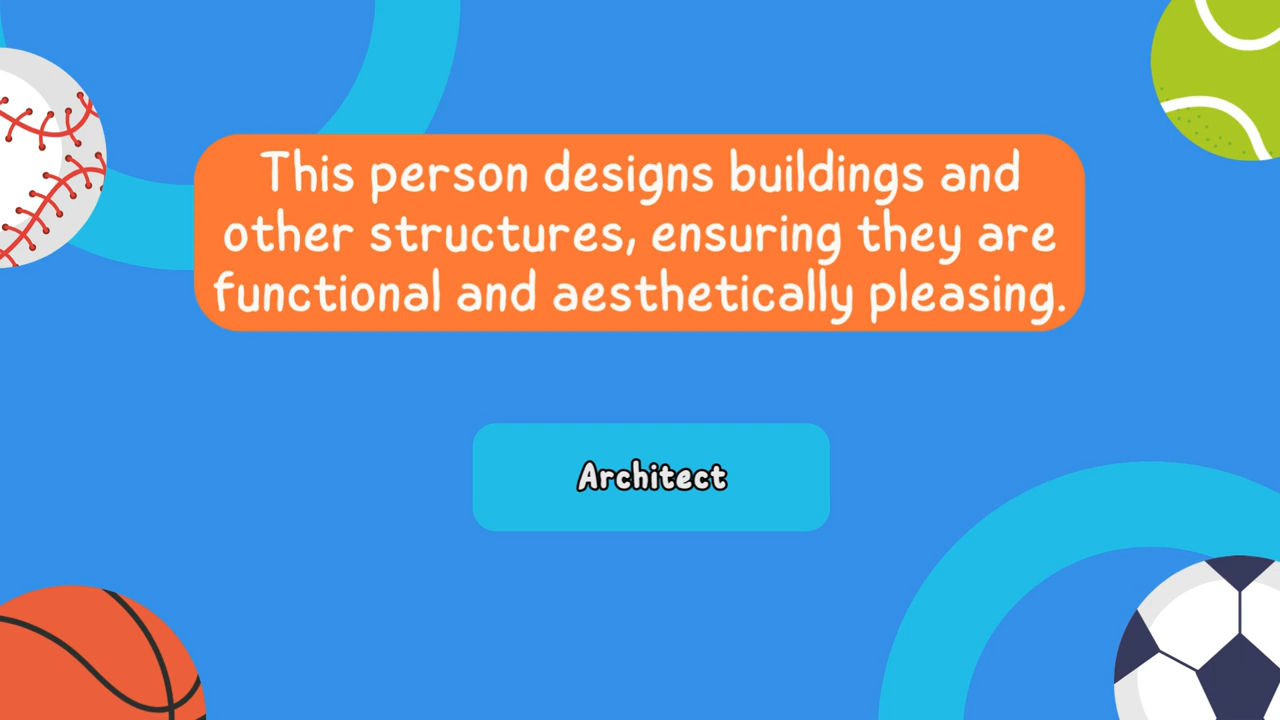 This person designs buildings and
other structures, ensuring they are
functional and aesthetically pleasing.
Architect